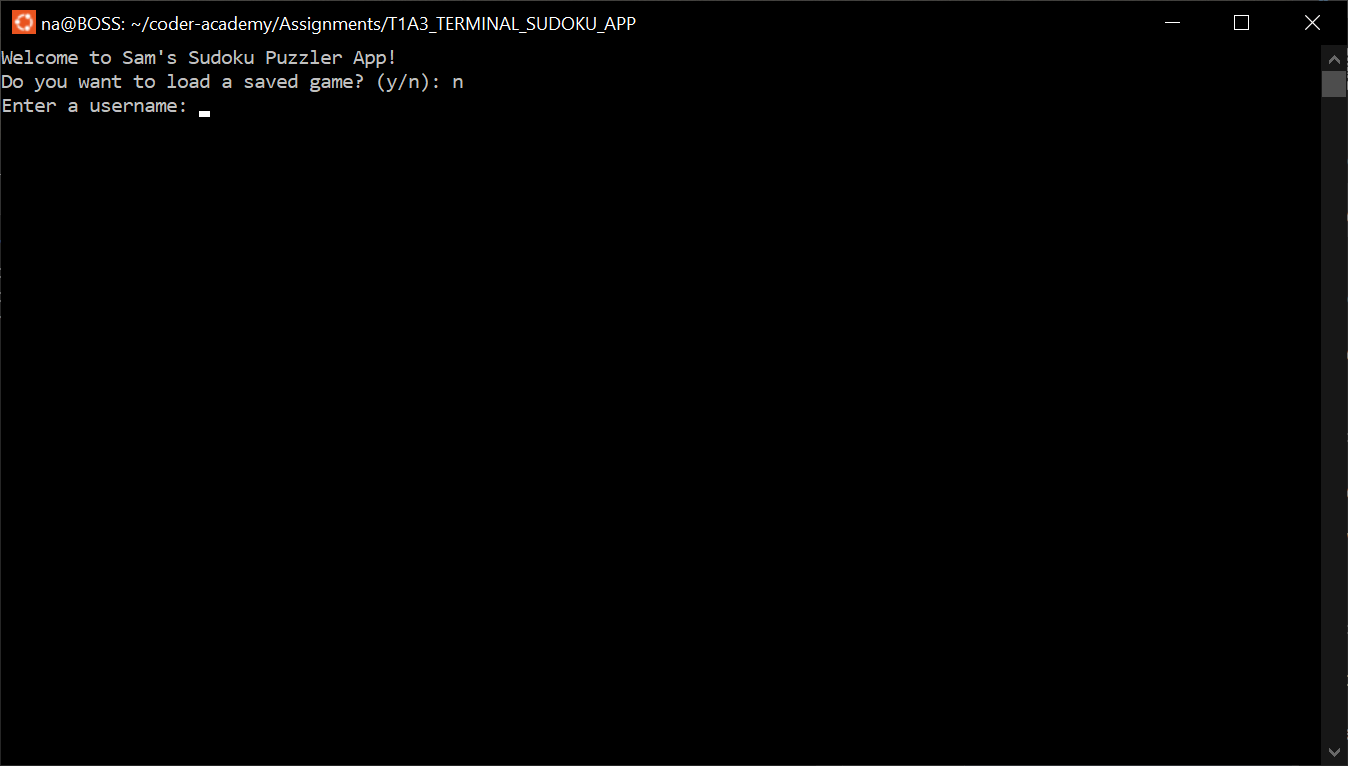 na@BOSS: ~/coder-academy/Assignments/T1A3_TERMINAL_SUDOKU_APP
Welcome to Sam's Sudoku Puzzler App!
Do you want to load a saved game? (y/n): n
Enter a username: